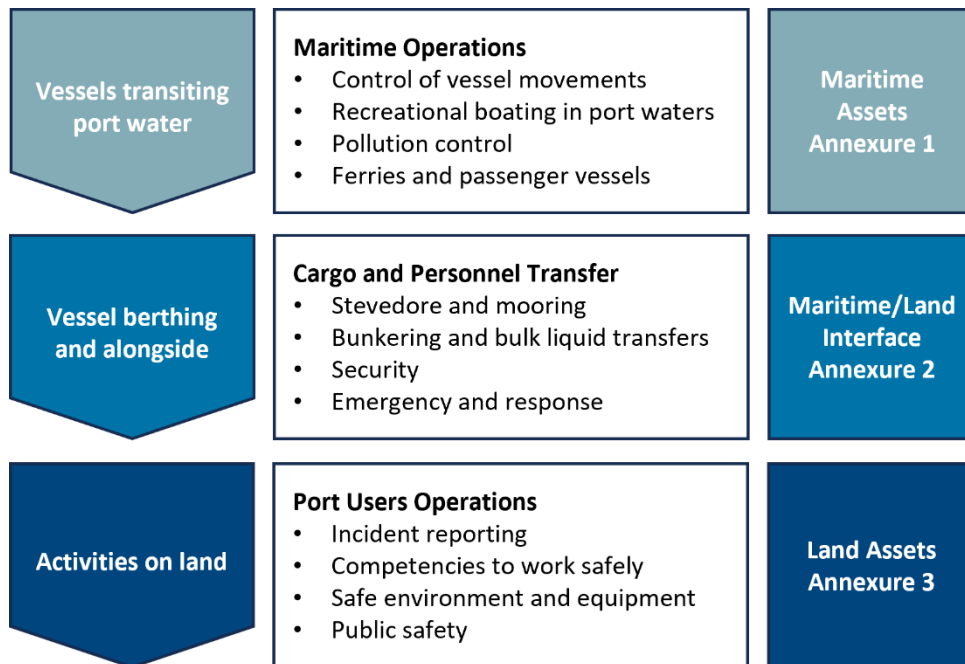 Vessels transiting
port water
Maritime Operations
• Control of vessel movements
• Recreational boating in port waters
• Pollution control
• Ferries and passenger vessels
Maritime
Assets
Annexure 1
Vessel berthing
and alongside
Cargo and Personnel Transfer
• Stevedore and mooring
• Bunkering and bulk liquid transfers
• Security
• Emergency and response
Maritime/Land
Interface
Annexure 2
Activities on land
Port Users Operations
• Incident reporting
• Competencies to work safely
• Safe environment and equipment
• Public safety
Land Assets
Annexure 3